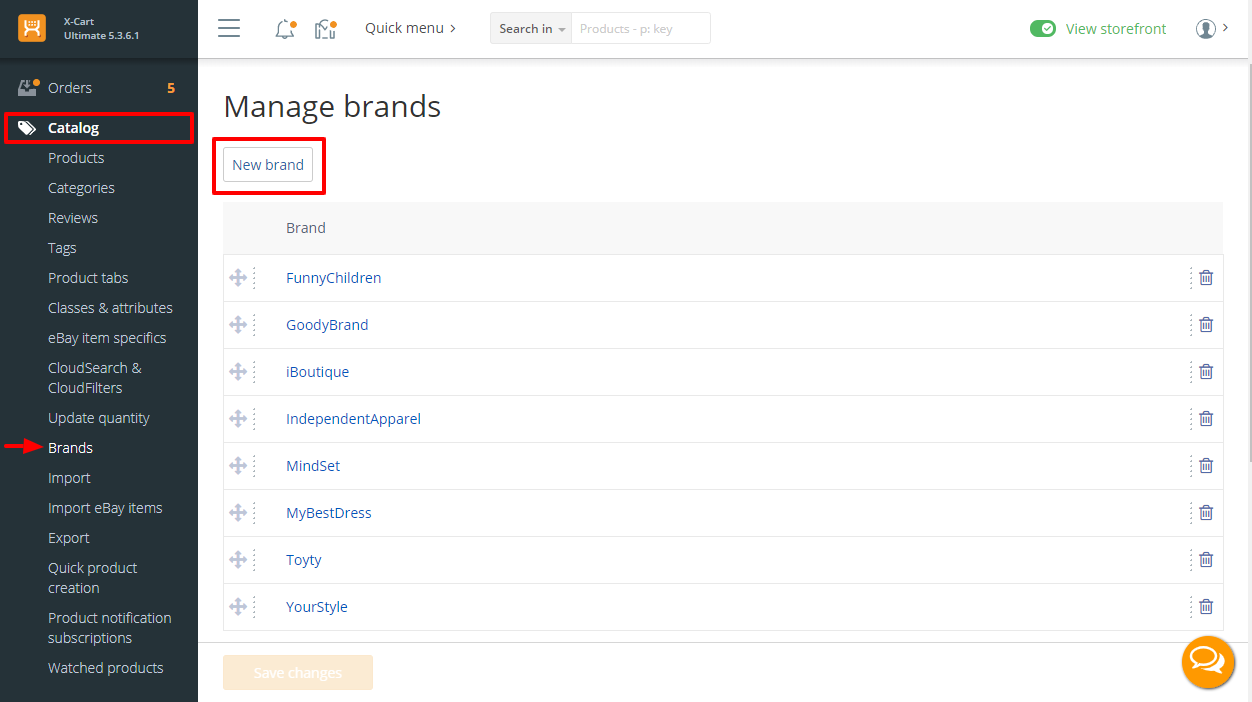 X-Cart
Ultimate 5.3.6.1
Quick menu
Search in
Products - p: key
View storefront
Orders 5
Catalog
Products
Categories
Reviews
Tags
Product tabs
Classes & attributes
eBay item specifics
CloudSearch &
CloudFilters
Update quantity
Brands
Import
Import eBay items
Export
Quick product
creation
Product notification
subscriptions
Watched products
Manage brands
New brand
Brand
FunnyChildren
GoodyBrand
iBoutique
IndependentApparel
MindSet
MyBestDress
Toyty
YourStyle
Save changes